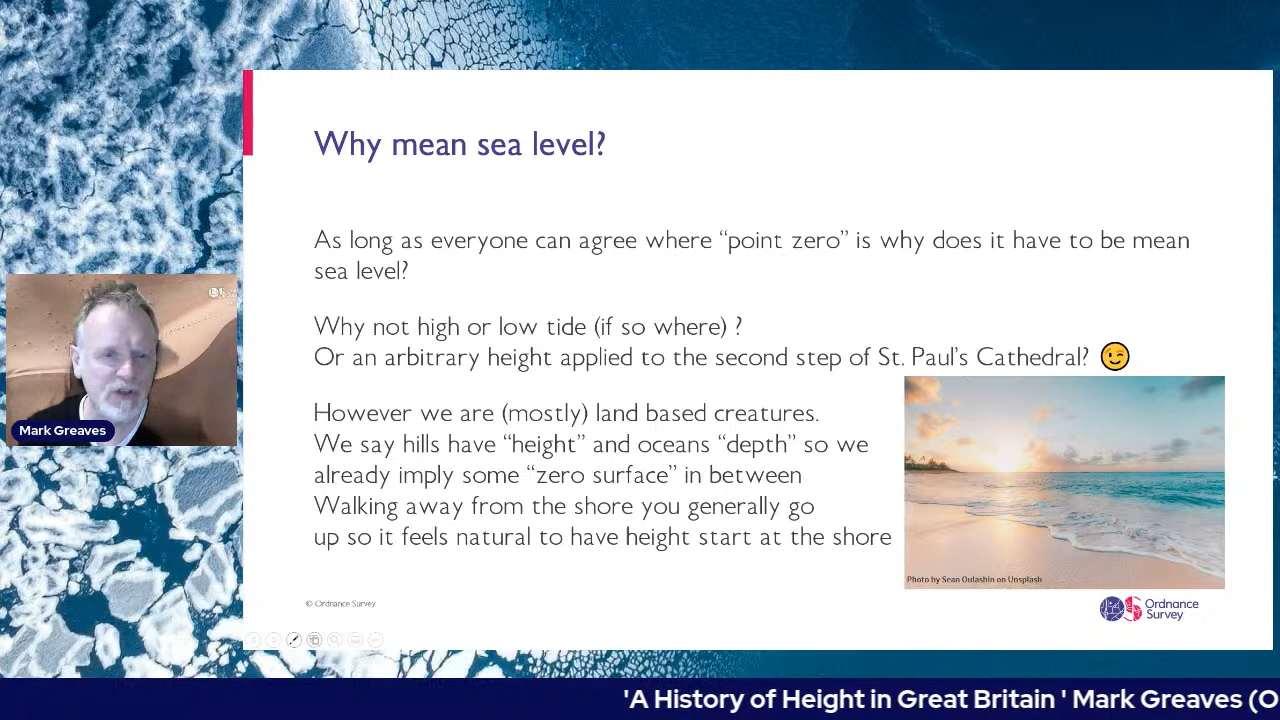 Why mean sea level?
As long as everyone can agree where “point zero” is why does it have to be mean
sea level?
Why not high or low tide (if so where) ?
Or an arbitrary height applied to the second step of St. Paul’s Cathedral? 😉
However we are (mostly) land based creatures.
We say hills have “height” and oceans “depth” so we
already imply some “zero surface” in between
Walking away from the shore you generally go
up so it feels natural to have height start at the shore
Mark Greaves
Photo by Sean Oulashin on Unsplash
© Ordnance Survey
Ordnance
Survey
'A History of Height in Great Britain ' Mark Greaves (O